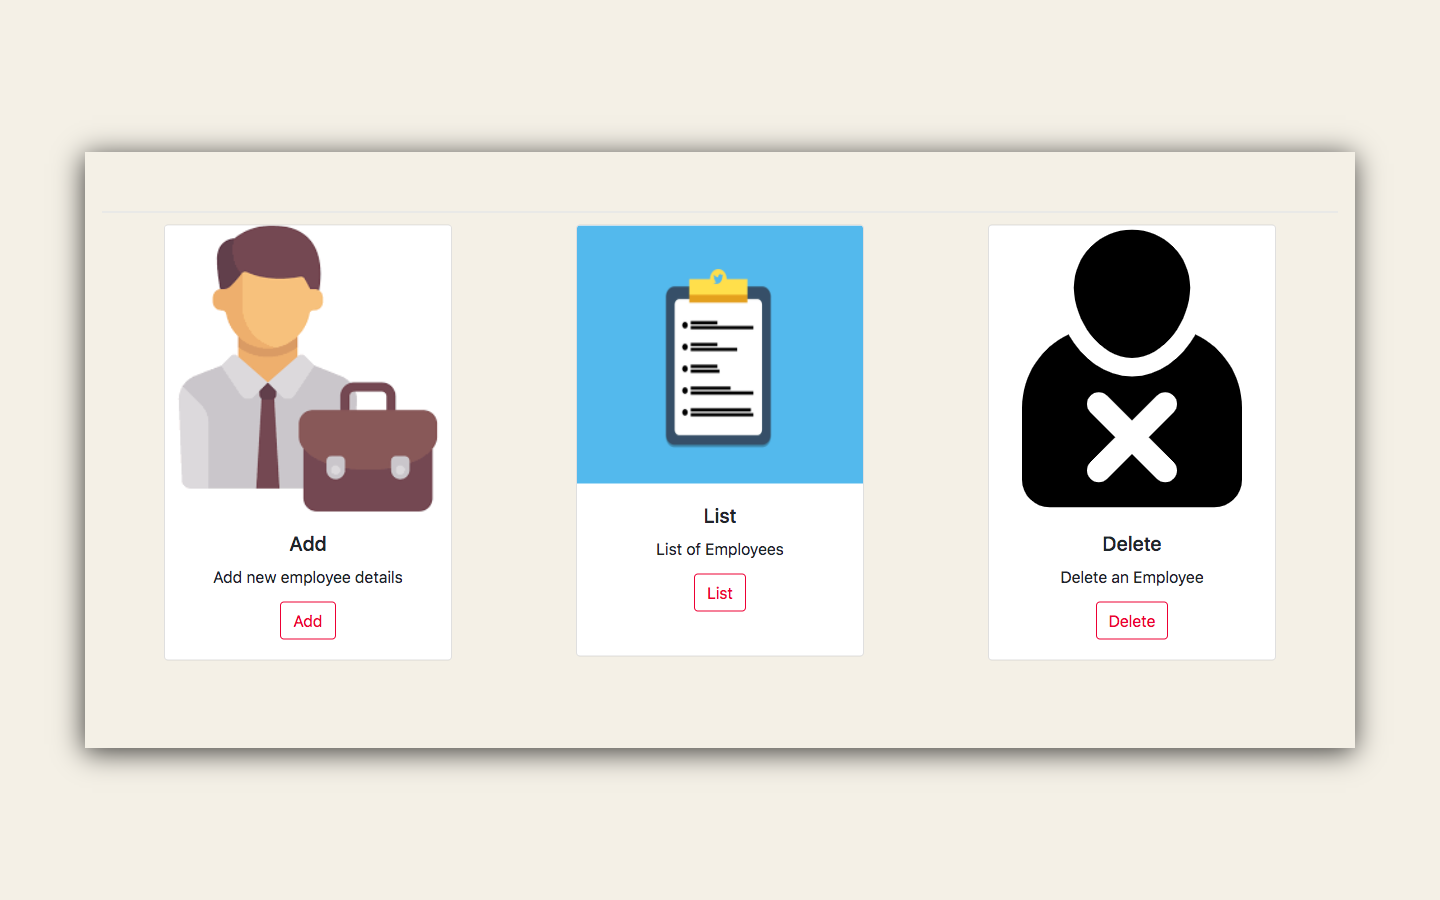 Add
Add new employee details
Add
List
List of Employees
List
Delete
Delete an Employee
Delete